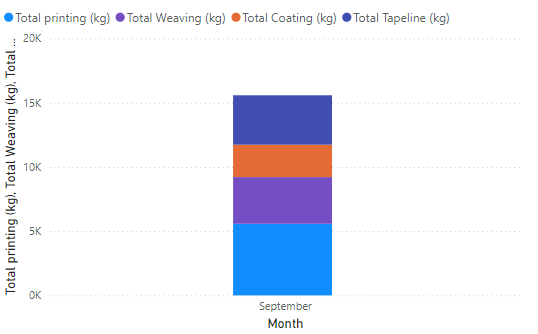 Total printing (kg) Total Weaving (kg) Total Coating (kg) Total Tapeline (kg)
Total printing (kg), Total Weaving (kg), Total ...
20K
15K
10K
5K
0K
September
Month